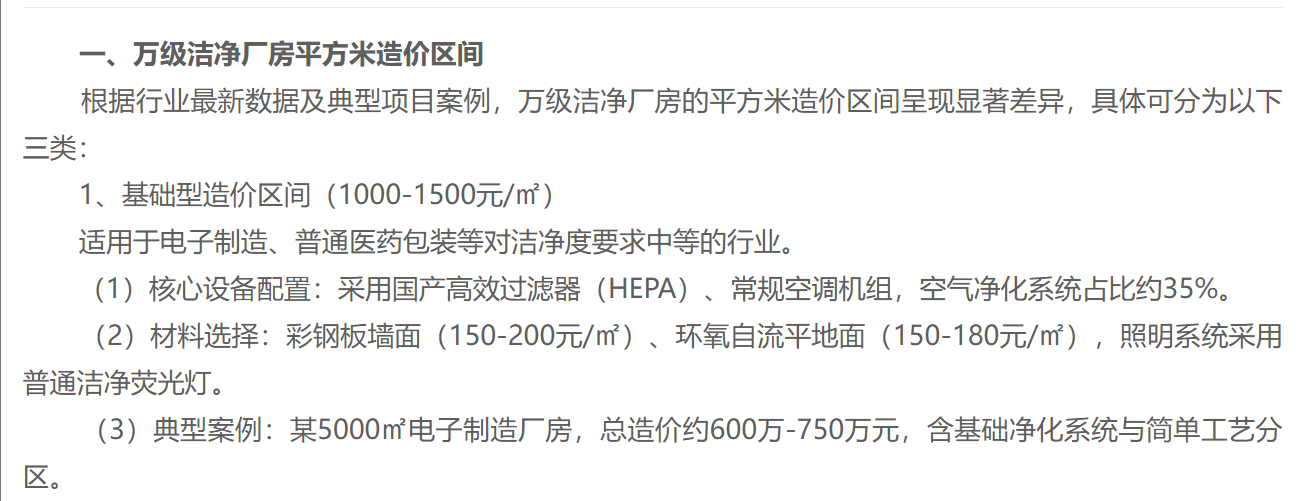 一、万级洁净厂房平方米造价区间
根据行业最新数据及典型项目案例，万级洁净厂房的平方米造价区间呈现显著差异，具体可分为以下
三类：
1、基础型造价区间（1000-1500元/㎡）
适用于电子制造、普通医药包装等对洁净度要求中等的行业。
（1）核心设备配置：采用国产高效过滤器（HEPA）、常规空调机组，空气净化系统占比约35%。
（2）材料选择：彩钢板墙面（150-200元/㎡）、环氧自流平地面（150-180元/㎡），照明系统采用
普通洁净荧光灯。
（3）典型案例：某5000㎡电子制造厂房，总造价约600万-750万元，含基础净化系统与简单工艺分
区。